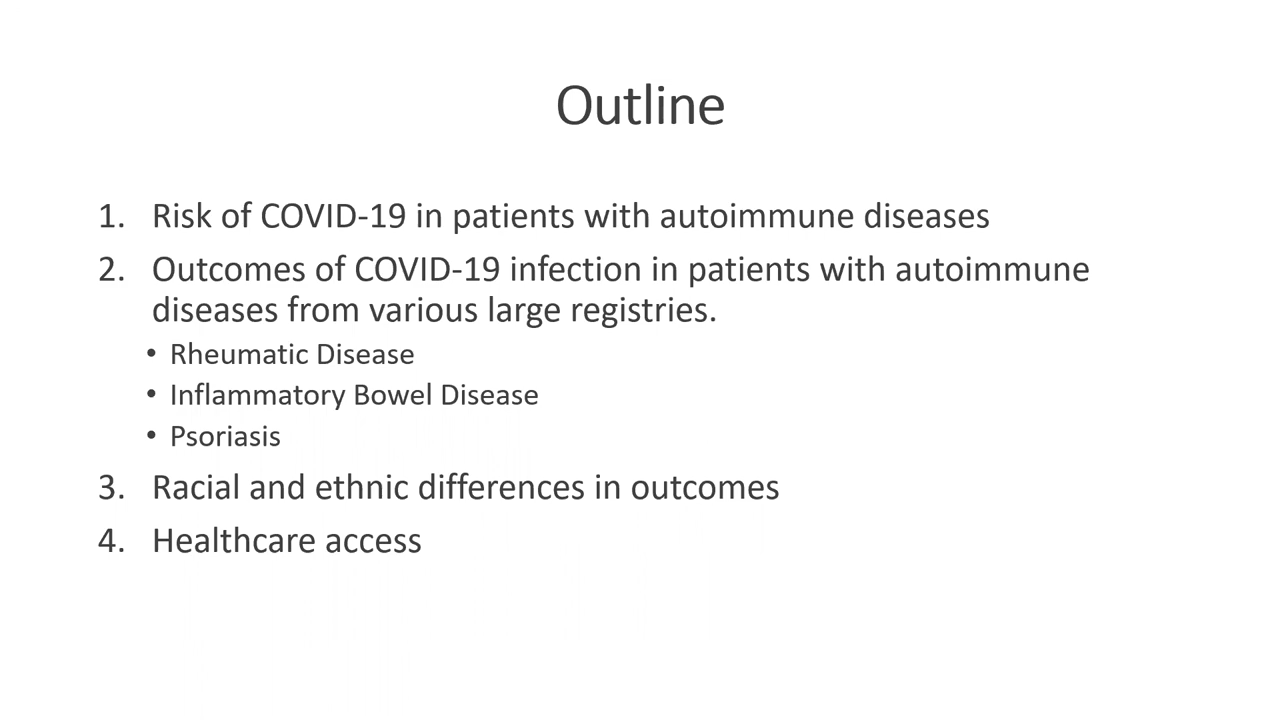 Outline
1. Risk of COVID-19 in patients with autoimmune diseases
2. Outcomes of COVID-19 infection in patients with autoimmune
diseases from various large registries.
• Rheumatic Disease
• Inflammatory Bowel Disease
• Psoriasis
3. Racial and ethnic differences in outcomes
4. Healthcare access